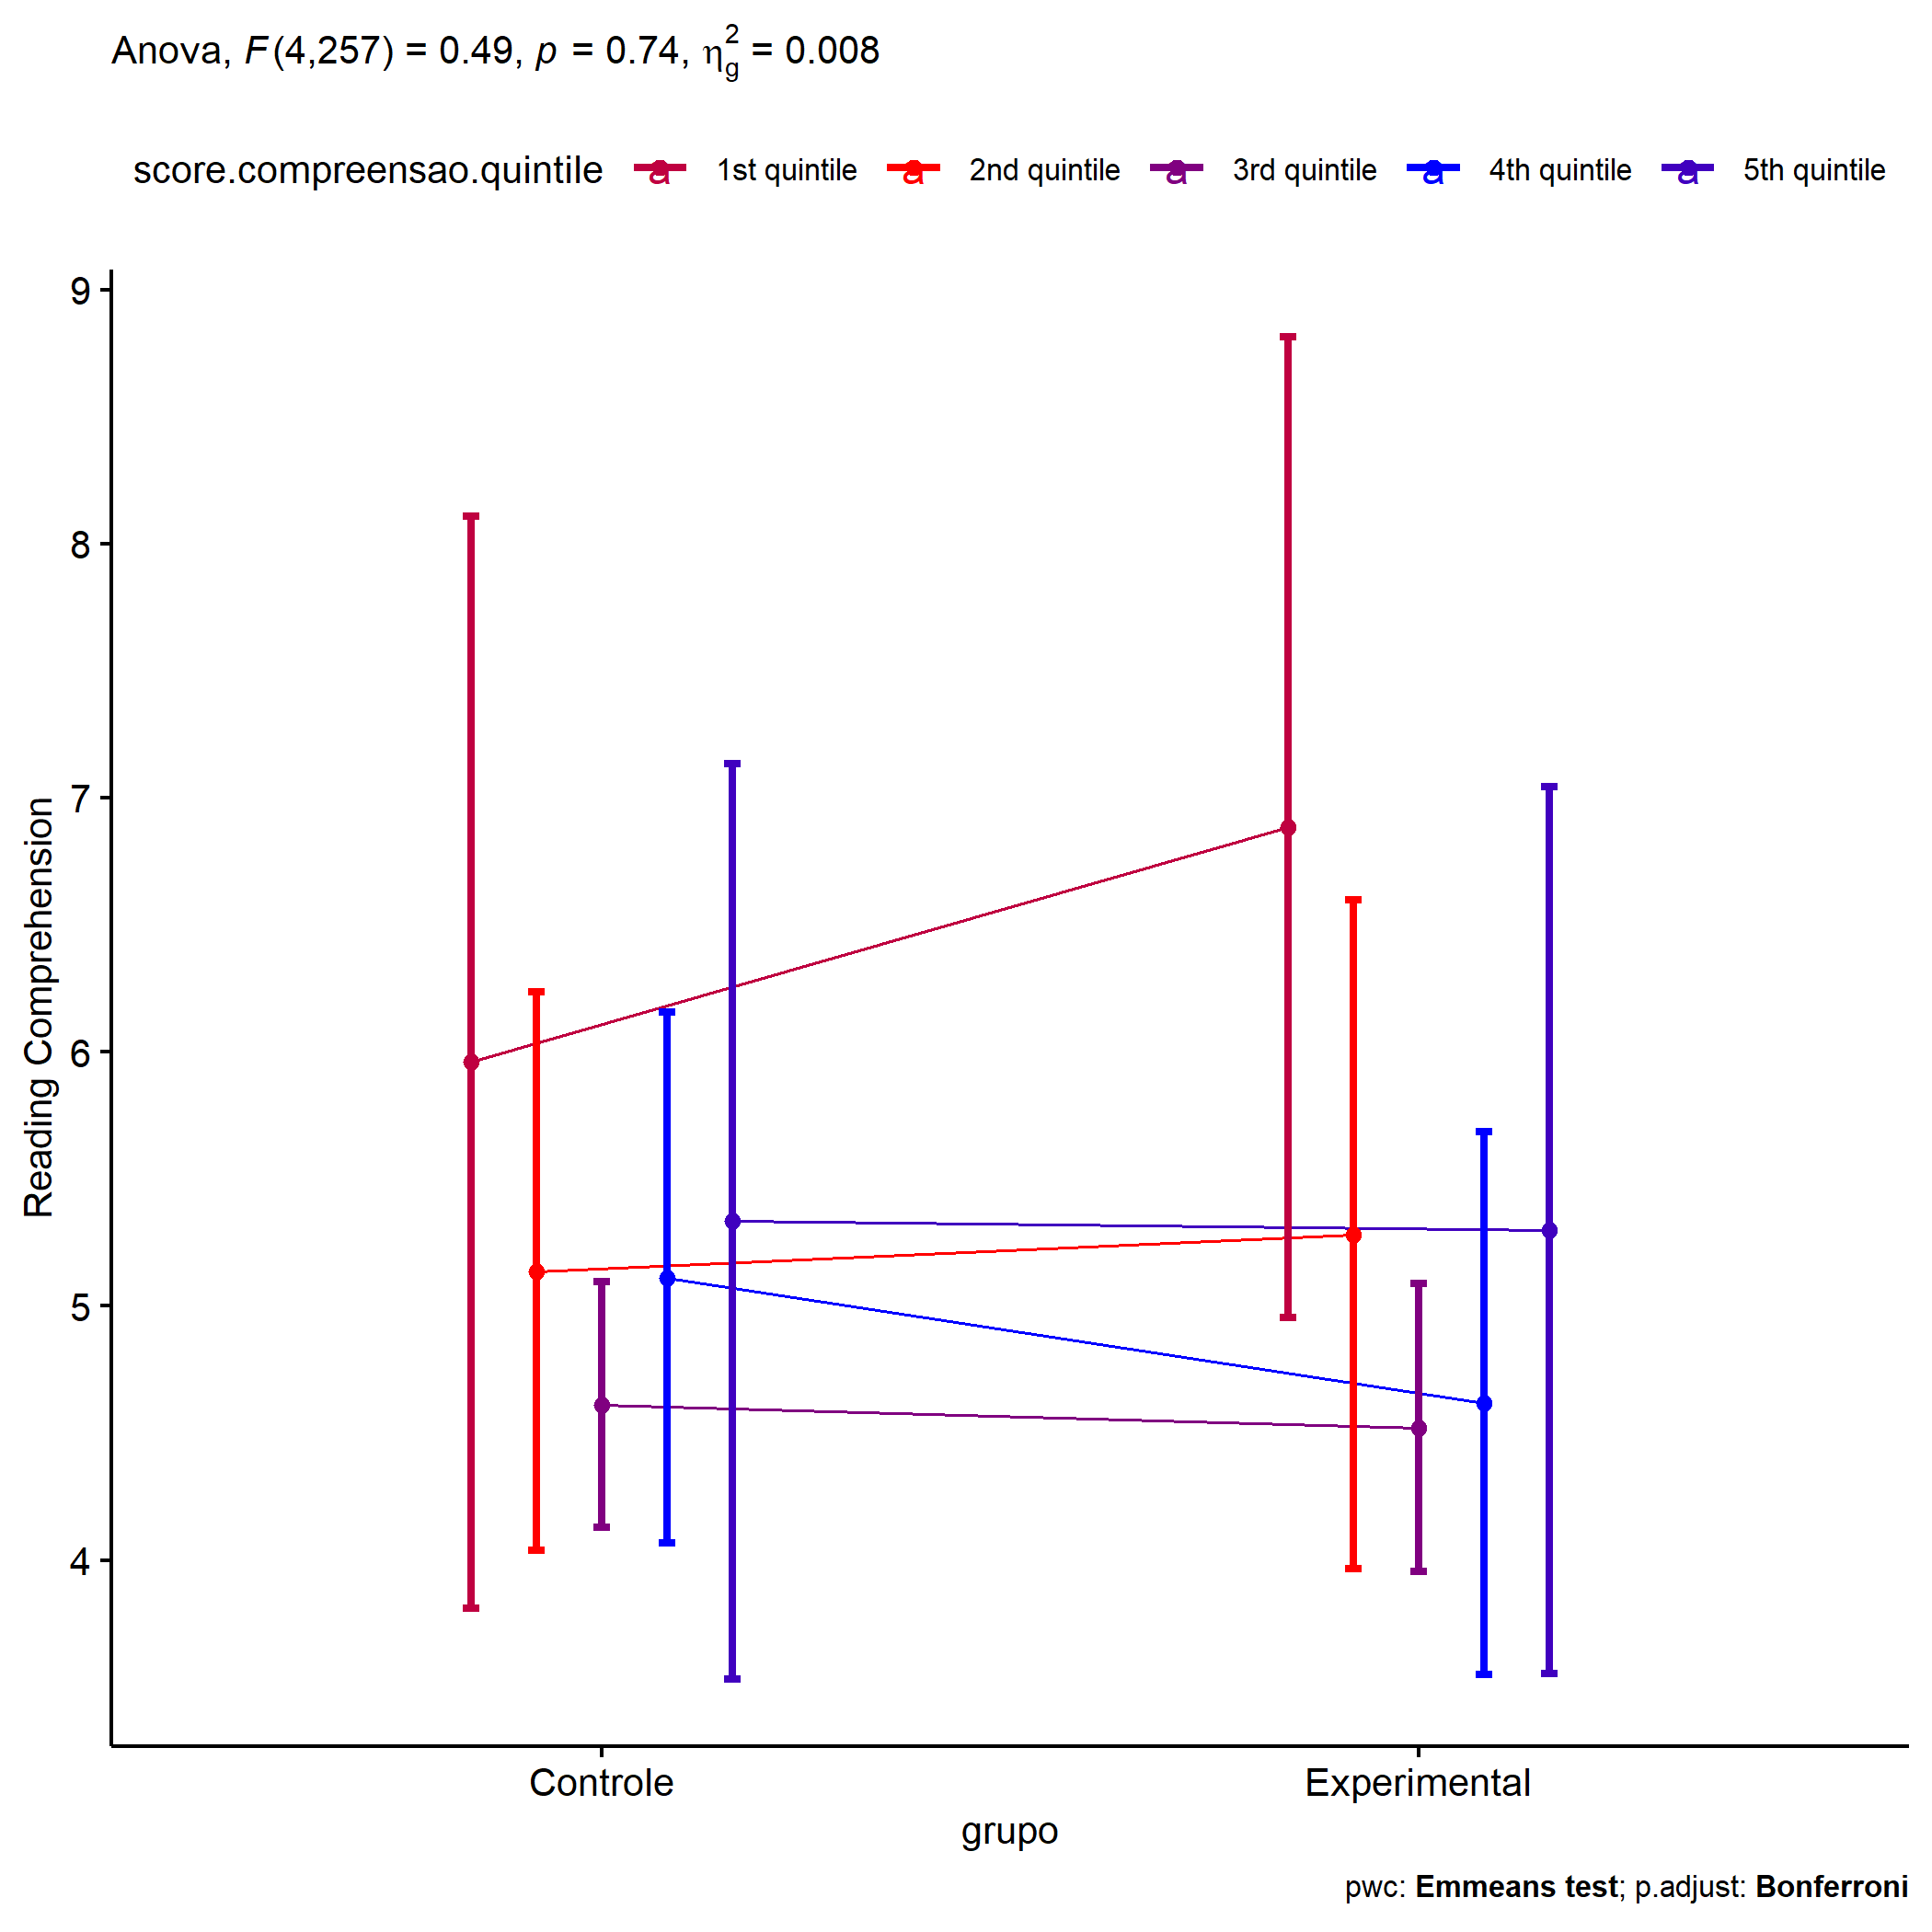 Anova, F(4,257) = 0.49, p = 0.74, η²g = 0.008
score.compreensao.quintile a 1st quintile a 2nd quintile a 3rd quintile a 4th quintile a 5th quintile
9
8
7
6
5
4
Reading Comprehension
Controle Experimental
grupo
pwc: Emmeans test; p.adjust: Bonferroni